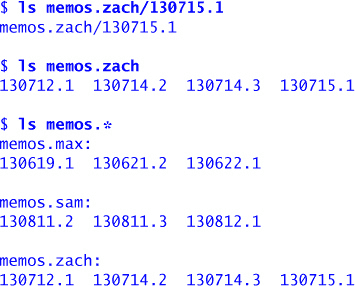 $ ls memos.zach/130715.1
memos.zach/130715.1
$ ls memos.zach
130712.1 130714.2 130714.3 130715.1
$ ls memos.*
memos.max:
130619.1 130621.2 130622.1
memos.sam:
130811.2 130811.3 130812.1
memos.zach:
130712.1 130714.2 130714.3 130715.1